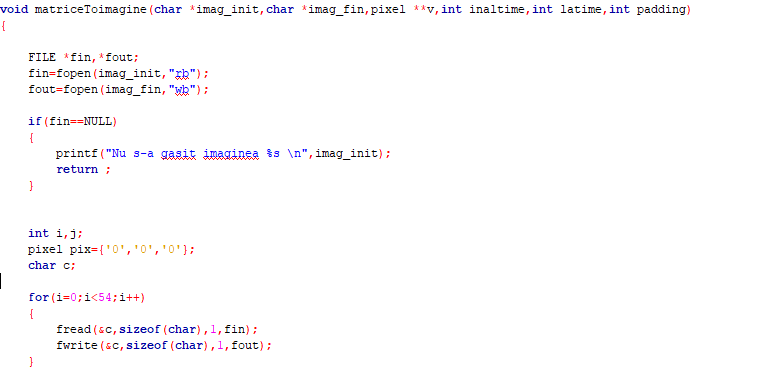 void matriceToimagine(char *imag_init,char *imag_fin,pixel **v,int inaltime,int latime,int padding)
{
FILE *fin,*fout;
fin=fopen(imag_init,"rb");
fout=fopen(imag_fin,"wb");
if(fin==NULL)
{
printf("Nu s-a gasit imaginea %s \n",imag_init);
return ;
}
int i,j;
pixel pix={'0','0','0'};
char c;
for(i=0;i<54;i++)
{
fread(&c,sizeof(char),1,fin);
fwrite(&c,sizeof(char),1,fout);
}